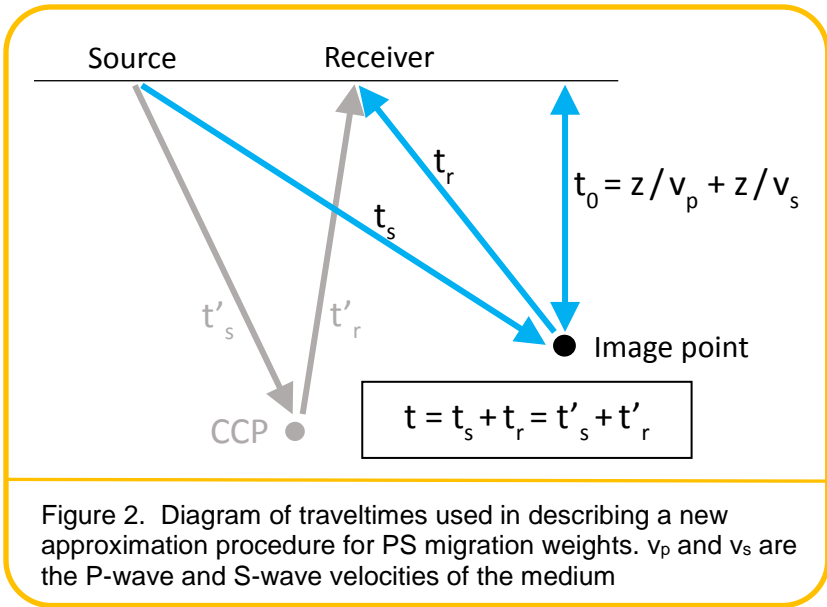 Source Receiver
t_r
t_0 = z / v_p + z / v_s
t_s
t'_s t'_r
Image point
CCP
t = t_s + t_r = t'_s + t'_r
Figure 2. Diagram of traveltimes used in describing a new
approximation procedure for PS migration weights. v_p and v_s are
the P-wave and S-wave velocities of the medium